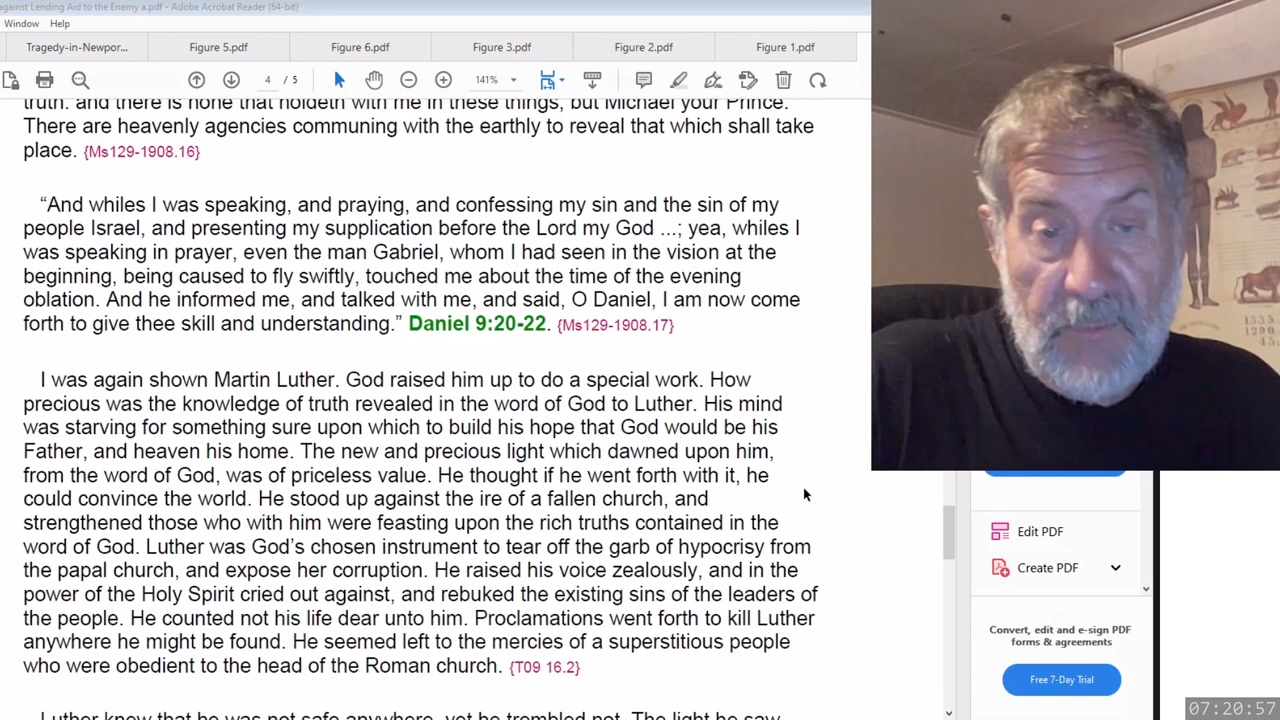 against Lending Aid to the Enemy a.pdf - Adobe Acrobat Reader (64-bit)
Window Help
Tragedy-in-Newpor... Figure 5.pdf Figure 6.pdf Figure 3.pdf Figure 2.pdf Figure 1.pdf
4 / 5 141%
truth: and there is none that holdeth with me in these things, but Michael your Prince.
There are heavenly agencies communing with the earthly to reveal that which shall take
place. {Ms129-1908.16}
“And whiles I was speaking, and praying, and confessing my sin and the sin of my
people Israel, and presenting my supplication before the Lord my God ...; yea, whiles I
was speaking in prayer, even the man Gabriel, whom I had seen in the vision at the
beginning, being caused to fly swiftly, touched me about the time of the evening
oblation. And he informed me, and talked with me, and said, O Daniel, I am now come
forth to give thee skill and understanding.” Daniel 9:20-22. {Ms129-1908.17}
I was again shown Martin Luther. God raised him up to do a special work. How
precious was the knowledge of truth revealed in the word of God to Luther. His mind
was starving for something sure upon which to build his hope that God would be his
Father, and heaven his home. The new and precious light which dawned upon him,
from the word of God, was of priceless value. He thought if he went forth with it, he
could convince the world. He stood up against the ire of a fallen church, and
strengthened those who with him were feasting upon the rich truths contained in the
word of God. Luther was God's chosen instrument to tear off the garb of hypocrisy from
the papal church, and expose her corruption. He raised his voice zealously, and in the
power of the Holy Spirit cried out against, and rebuked the existing sins of the leaders of
the people. He counted not his life dear unto him. Proclamations went forth to kill Luther
anywhere he might be found. He seemed left to the mercies of a superstitious people
who were obedient to the head of the Roman church. {T09 16.2}
Luther knew that he was not safe anywhere, yet he trembled not. The light he saw
1335
1290
45
Edit PDF
Create PDF
Convert, edit and e-sign PDF
forms & agreements
Free 7-Day Trial
07:20:57